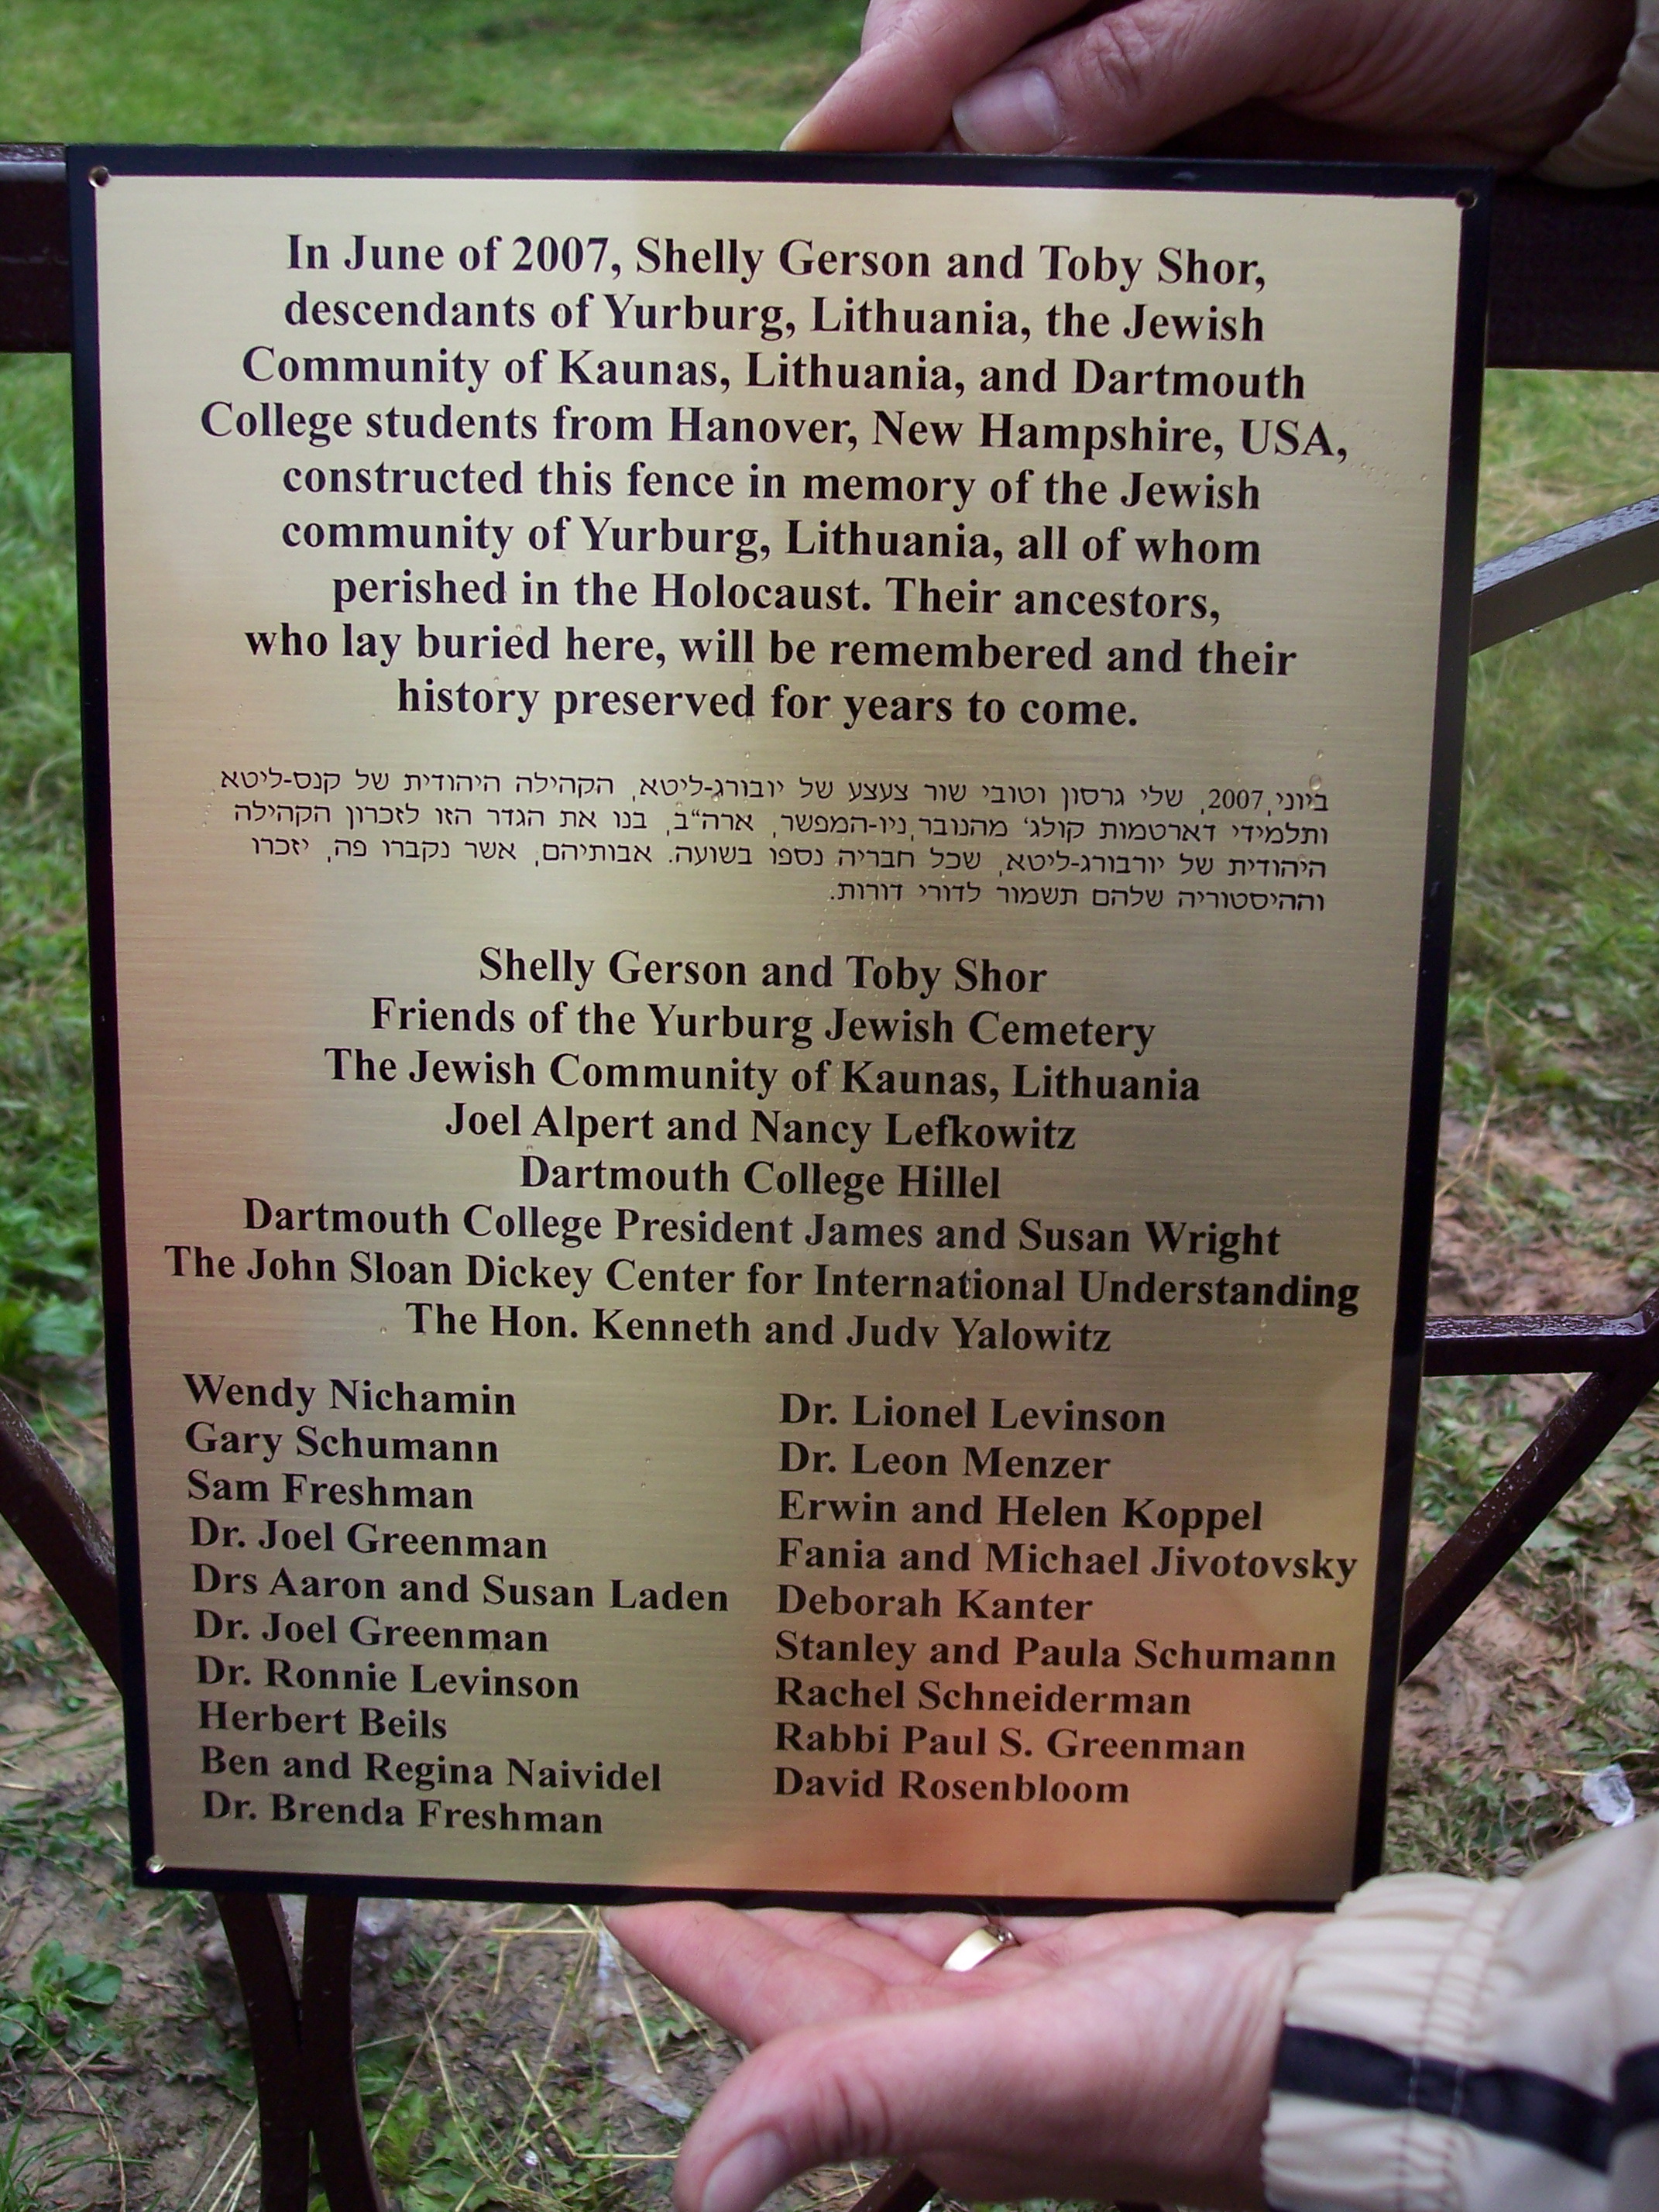 In June of 2007, Shelly Gerson and Toby Shor,
descendants of Yurburg, Lithuania, the Jewish
Community of Kaunas, Lithuania, and Dartmouth
College students from Hanover, New Hampshire, USA,
constructed this fence in memory of the Jewish
community of Yurburg, Lithuania, all of whom
perished in the Holocaust. Their ancestors,
who lay buried here, will be remembered and their
history preserved for years to come.
ביוני,2007, שלי גרסון וטובי שור צעצע של יובורג-ליטא, הקהילה היהודית של קנס-ליטא
ותלמידי דארטמות קולג' מהנובר,ניו-המפשר, ארה"ב, בנו את הגדר הזו לזכרון הקהילה
היהודית של יורבורג-ליטא, שכל חבריה נספו בשועה. אבותיהם, אשר נקברו פה, יזכרו
וההיסטוריה שלהם תשמור לדורי דורות.
Shelly Gerson and Toby Shor
Friends of the Yurburg Jewish Cemetery
The Jewish Community of Kaunas, Lithuania
Joel Alpert and Nancy Lefkowitz
Dartmouth College Hillel
Dartmouth College President James and Susan Wright
The John Sloan Dickey Center for International Understanding
The Hon. Kenneth and Judy Yalowitz
Wendy Nichamin
Gary Schumann
Sam Freshman
Dr. Joel Greenman
Drs Aaron and Susan Laden
Dr. Joel Greenman
Dr. Ronnie Levinson
Herbert Beils
Ben and Regina Naividel
Dr. Brenda Freshman
Dr. Lionel Levinson
Dr. Leon Menzer
Erwin and Helen Koppel
Fania and Michael Jivotovsky
Deborah Kanter
Stanley and Paula Schumann
Rachel Schneiderman
Rabbi Paul S. Greenman
David Rosenbloom